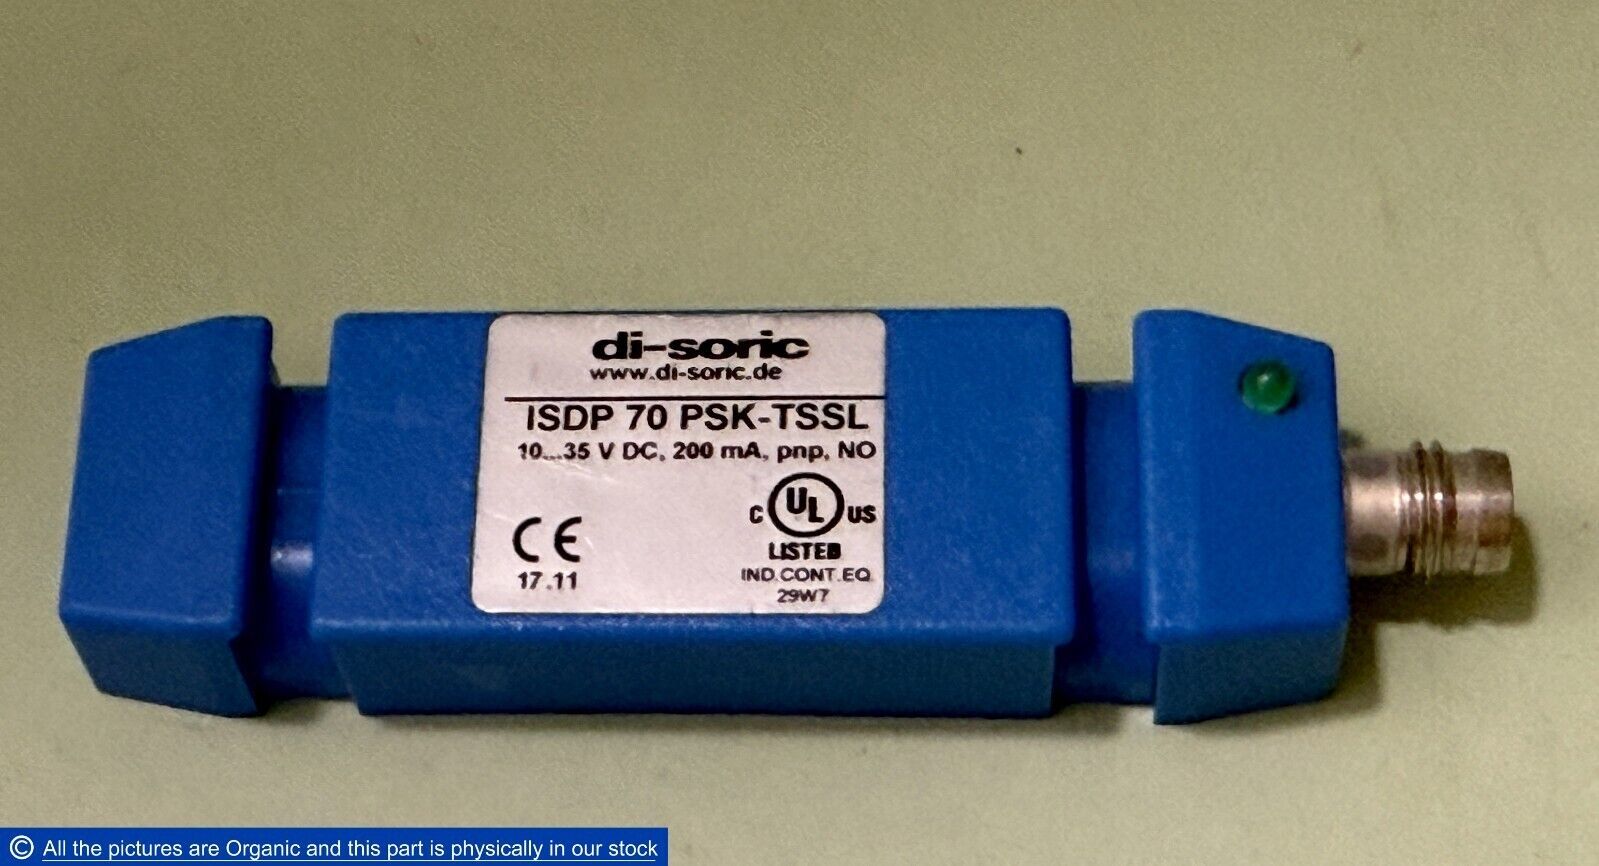 di-soric
www.di-soric.de
ISDP 70 PSK-TSSL
10...35 V DC, 200 mA, pnp, NO
CE
17.11
C UL US
LISTED
IND.CONT.EQ
29W7
© All the pictures are Organic and this part is physically in our stock